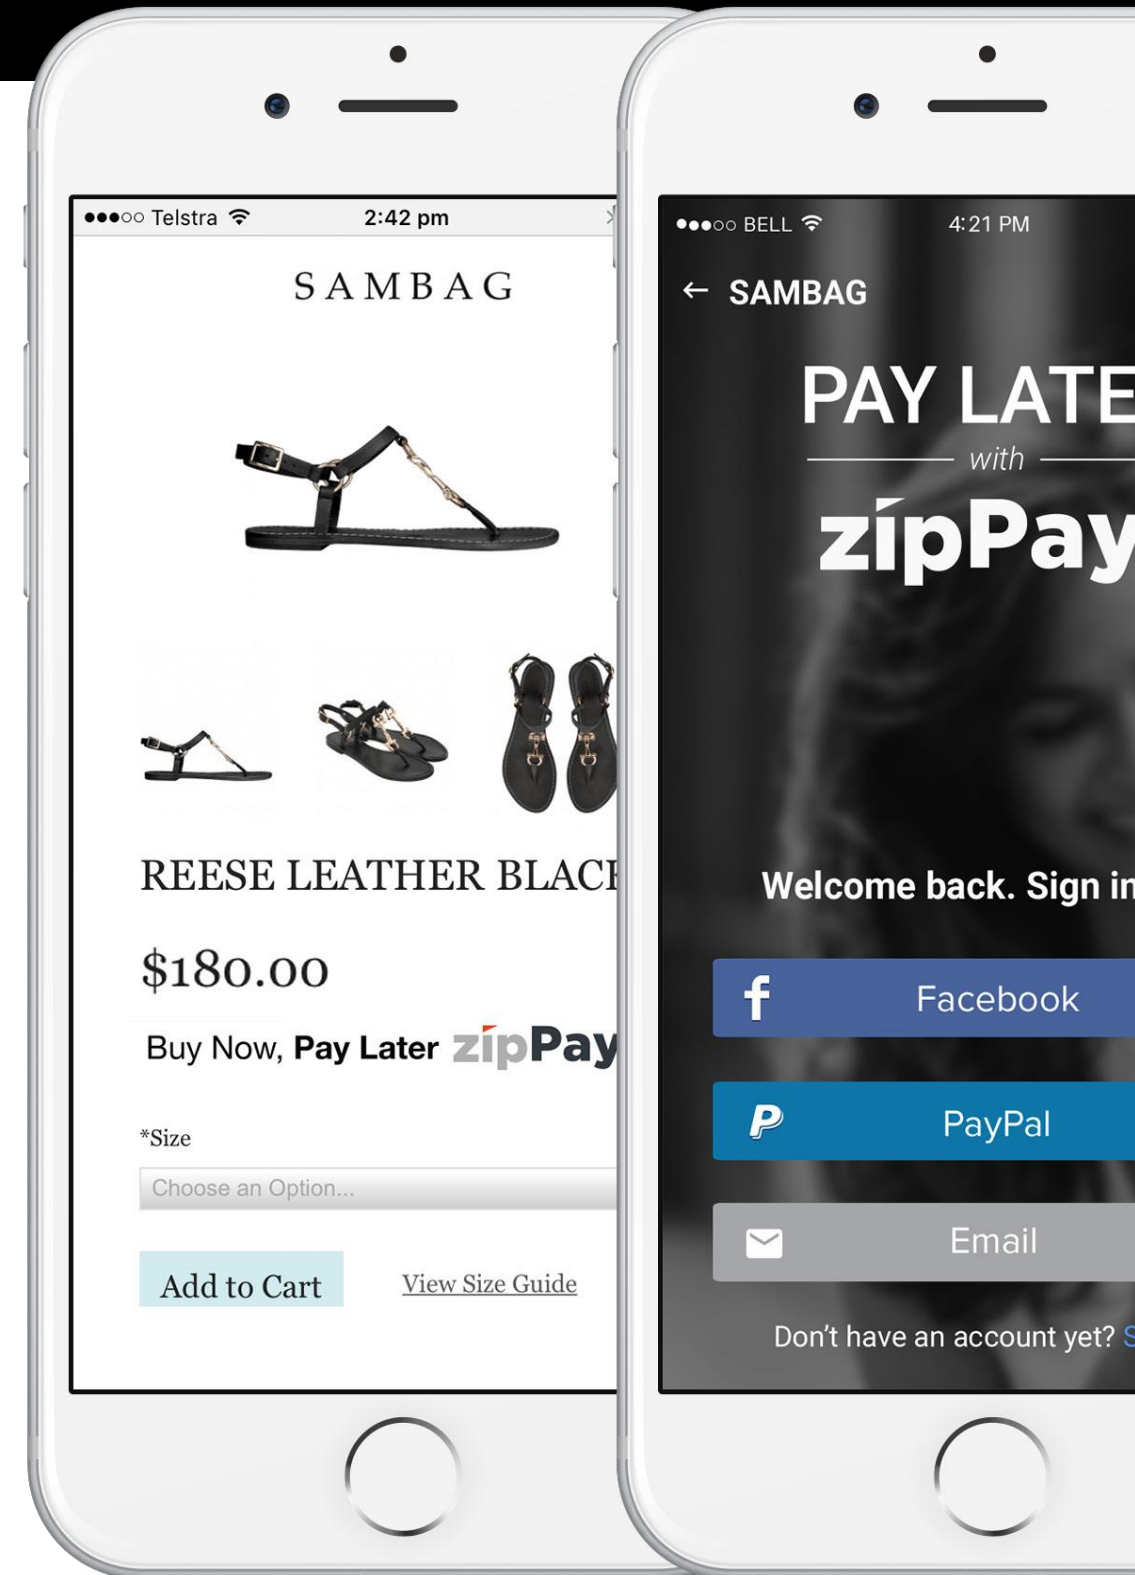 Telstra 2:42 pm
SAMBAG
REESE LEATHER BLACK
$180.00
Buy Now, Pay Later zipPay
*Size
Choose an Option...
Add to Cart View Size Guide
BELL 4:21 PM
← SAMBAG
PAY LATE
with
zipPay
Welcome back. Sign in
f Facebook
P PayPal
Email
Don't have an account yet? S